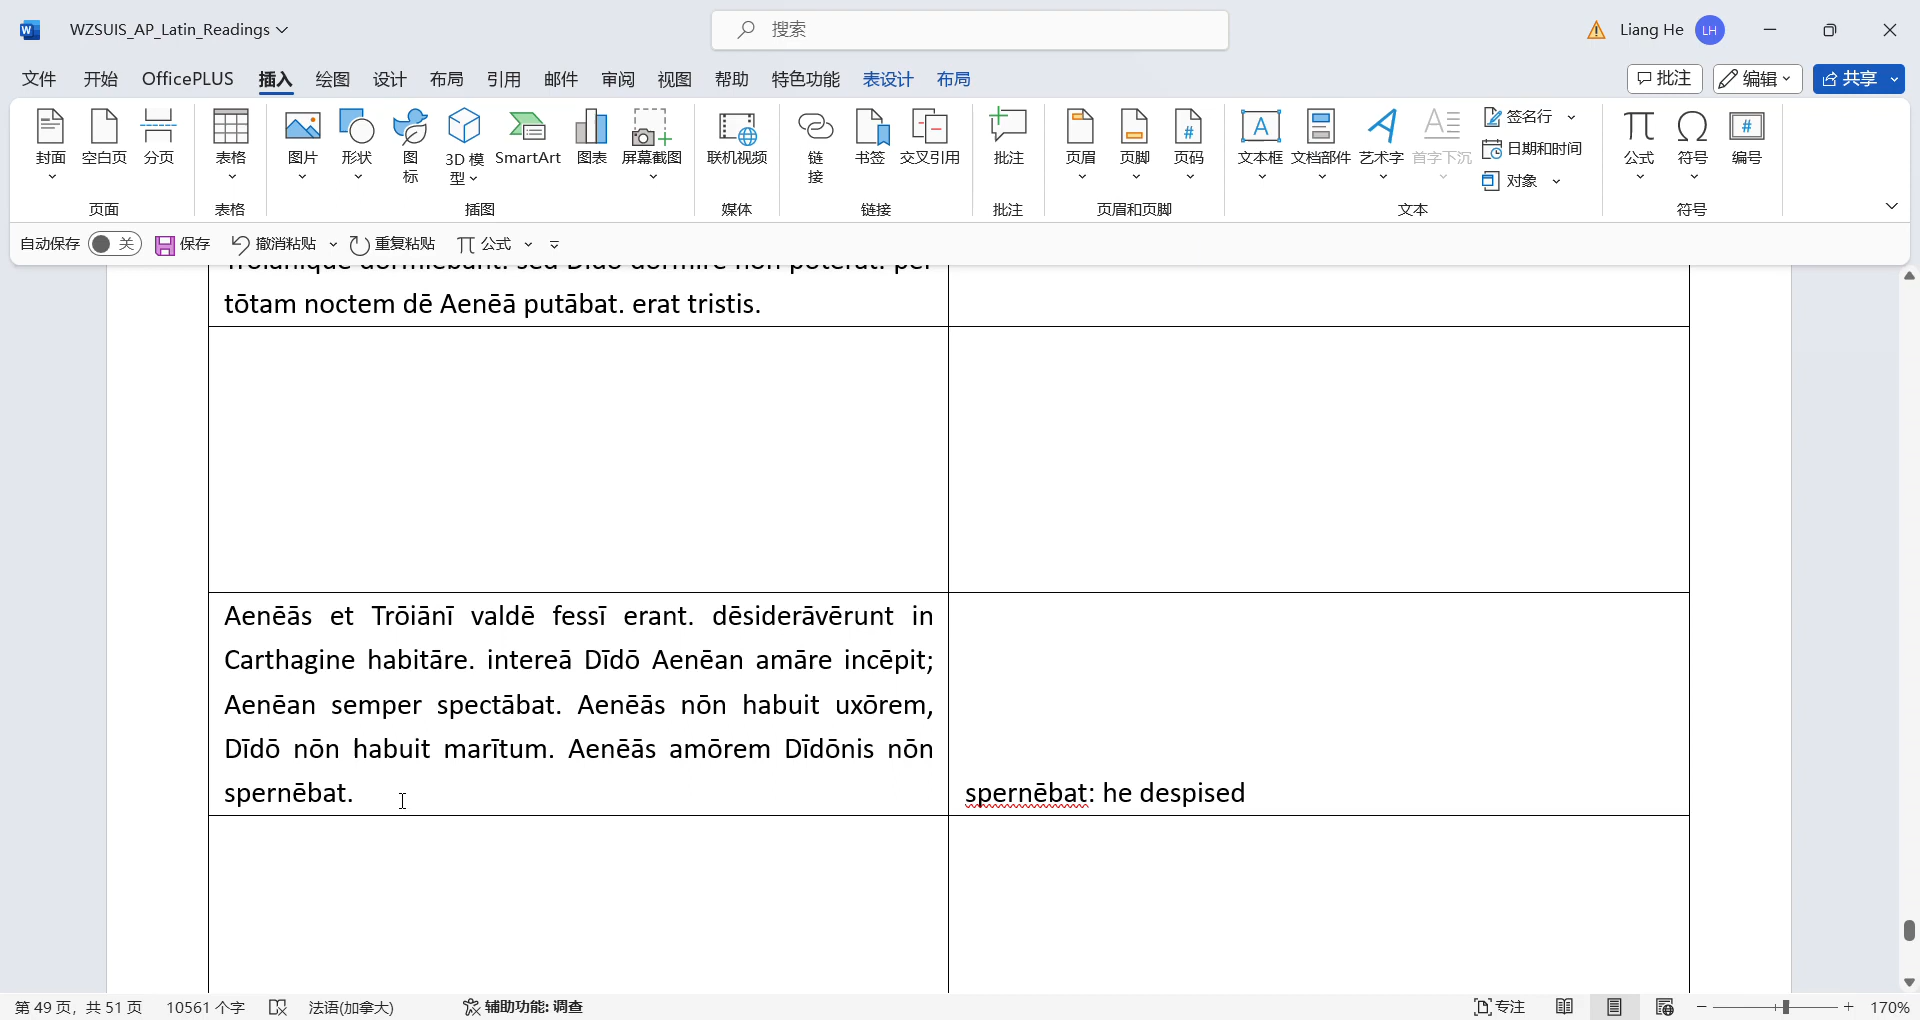 WZSUIS_AP_Latin_Readings
搜索
Liang He
LH
文件 开始 OfficePLUS 插入 绘图 设计 布局 引用 邮件 审阅 视图 帮助 特色功能 表设计 布局
批注 编辑 共享
封面 空白页 分页
表格
图片 形状 图标 3D 模型 SmartArt 图表 屏幕截图
联机视频
链接 书签 交叉引用
批注
页眉 页脚 页码
文本框 文档部件 艺术字 首字下沉
签名行
日期和时间
对象
公式 符号 编号
页面 表格 插图 媒体 链接 批注 页眉和页脚 文本 符号
自动保存 关 保存 撤消粘贴 重复粘贴 公式
Trōiānīque dormiēbant. sed Dīdō dormīre nōn poterat. per
tōtam noctem dē Aenēā putābat. erat tristis.
Aenēās et Trōiānī valdē fessī erant. dēsiderāvērunt in
Carthagine habitāre. intereā Dīdō Aenēan amāre incēpit;
Aenēan semper spectābat. Aenēās nōn habuit uxōrem,
Dīdō nōn habuit marītum. Aenēās amōrem Dīdōnis nōn
spernēbat.
spernēbat: he despised
第 49 页，共 51 页 10561 个字 法语(加拿大) 辅助功能: 调查
专注 170%